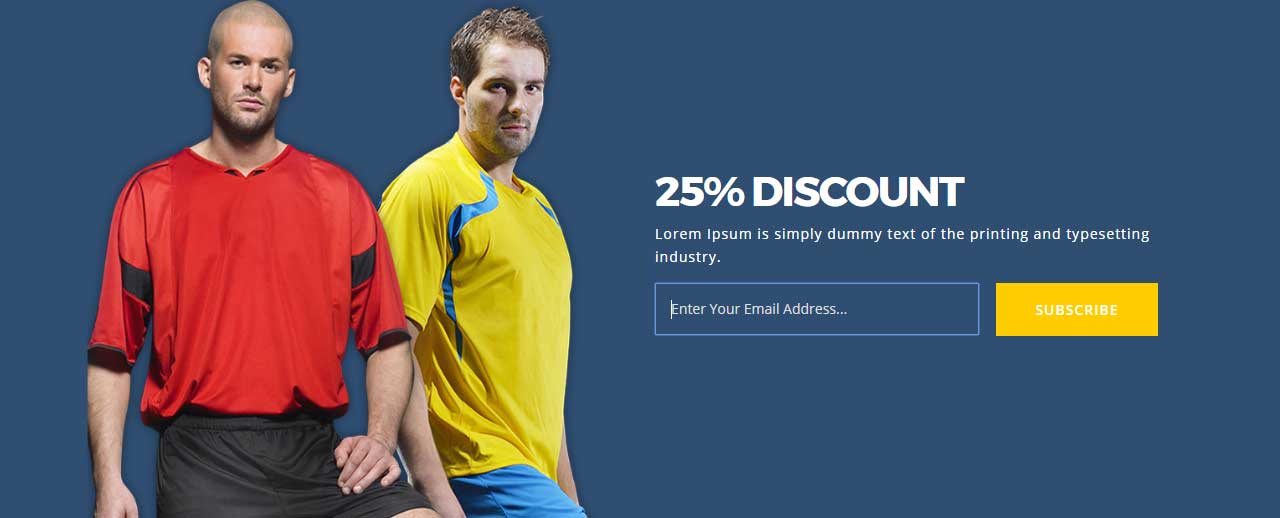 25% DISCOUNT
Lorem Ipsum is simply dummy text of the printing and typesetting
industry.
Enter Your Email Address...
SUBSCRIBE